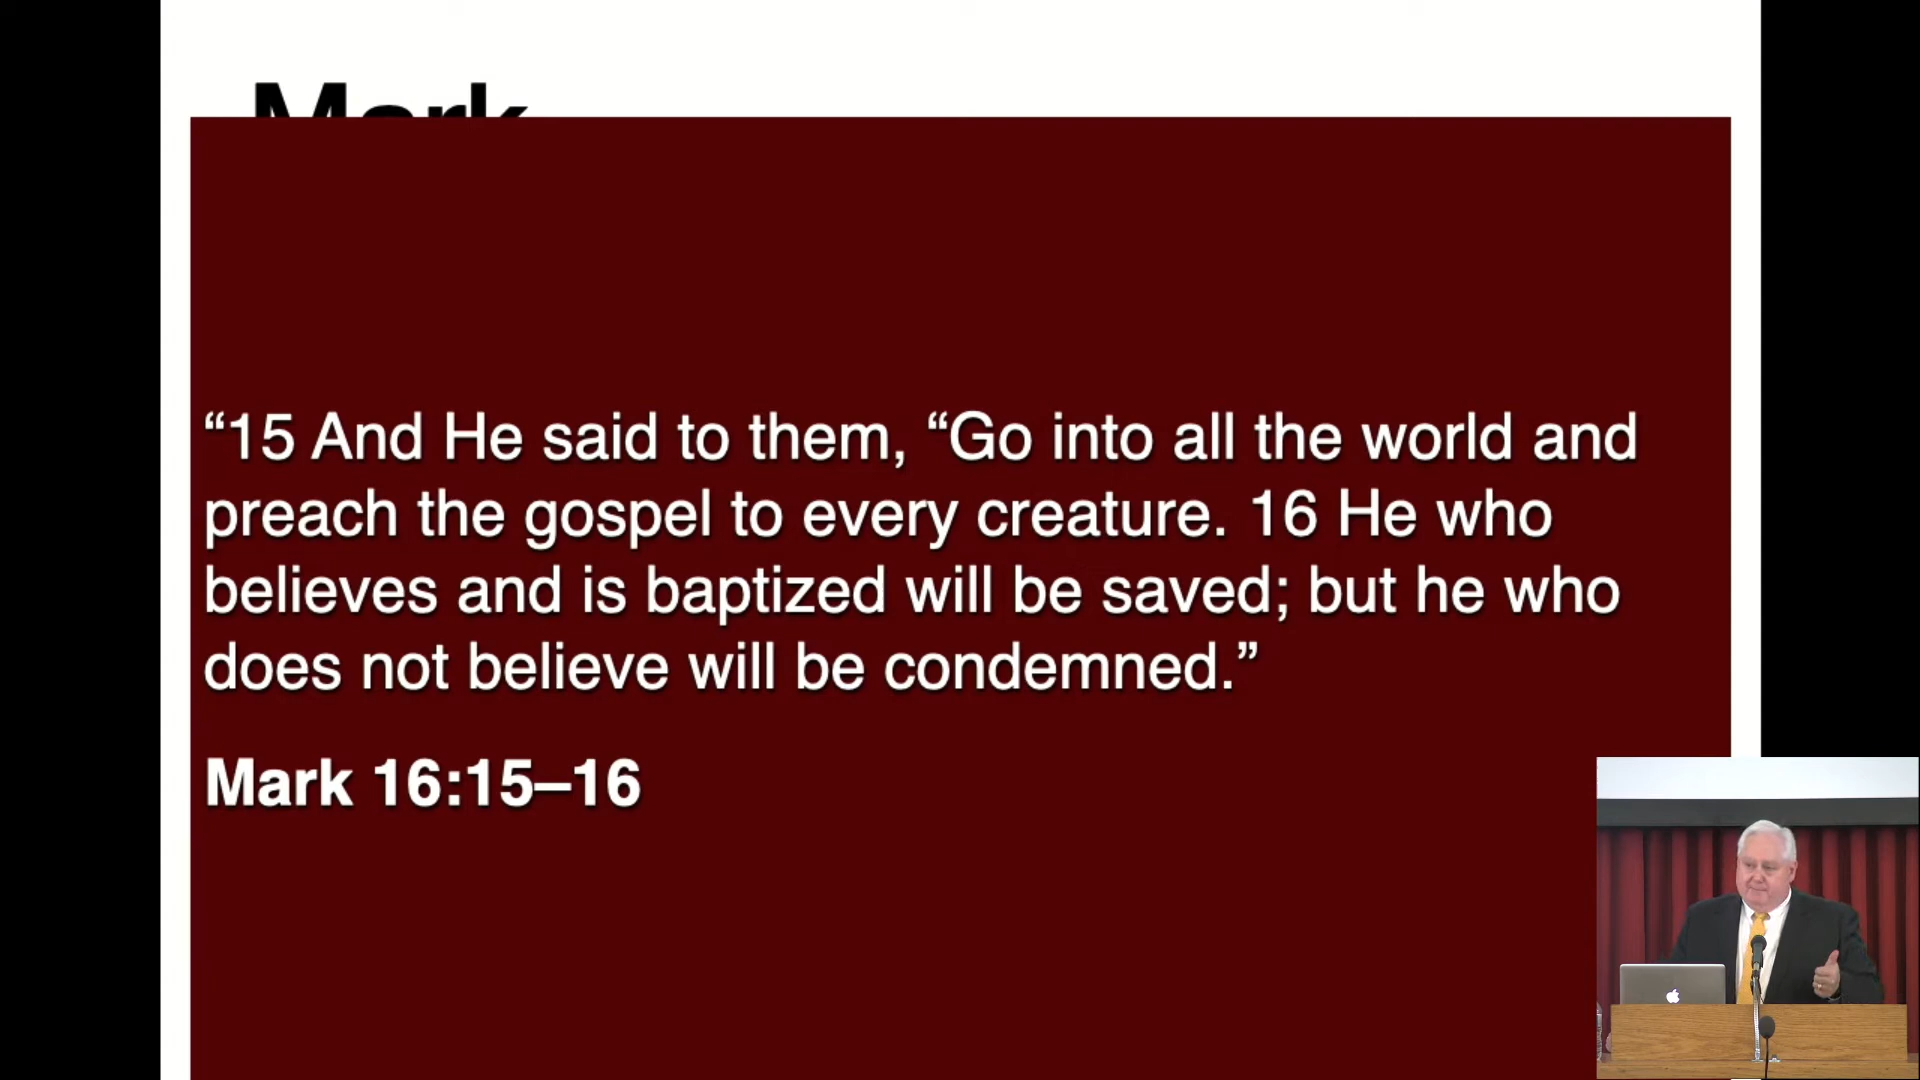 Mark
“15 And He said to them, “Go into all the world and
preach the gospel to every creature. 16 He who
believes and is baptized will be saved; but he who
does not believe will be condemned.”
Mark 16:15–16